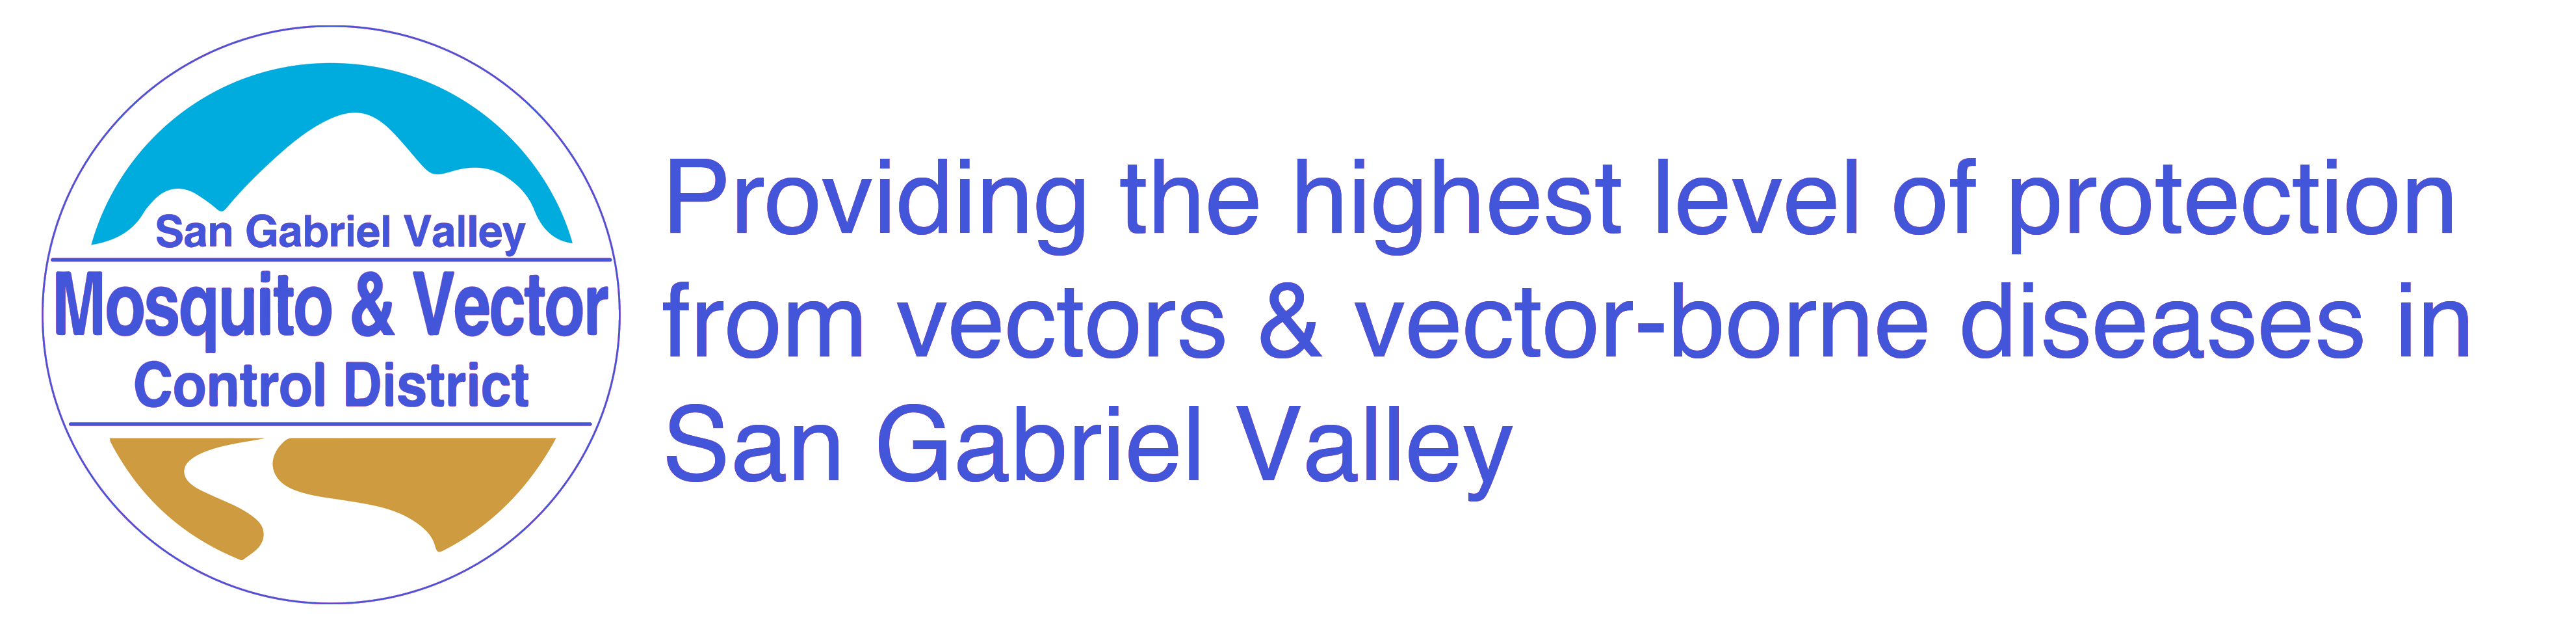 San Gabriel Valley
Mosquito & Vector
Control District
Providing the highest level of protection
from vectors & vector-borne diseases in
San Gabriel Valley